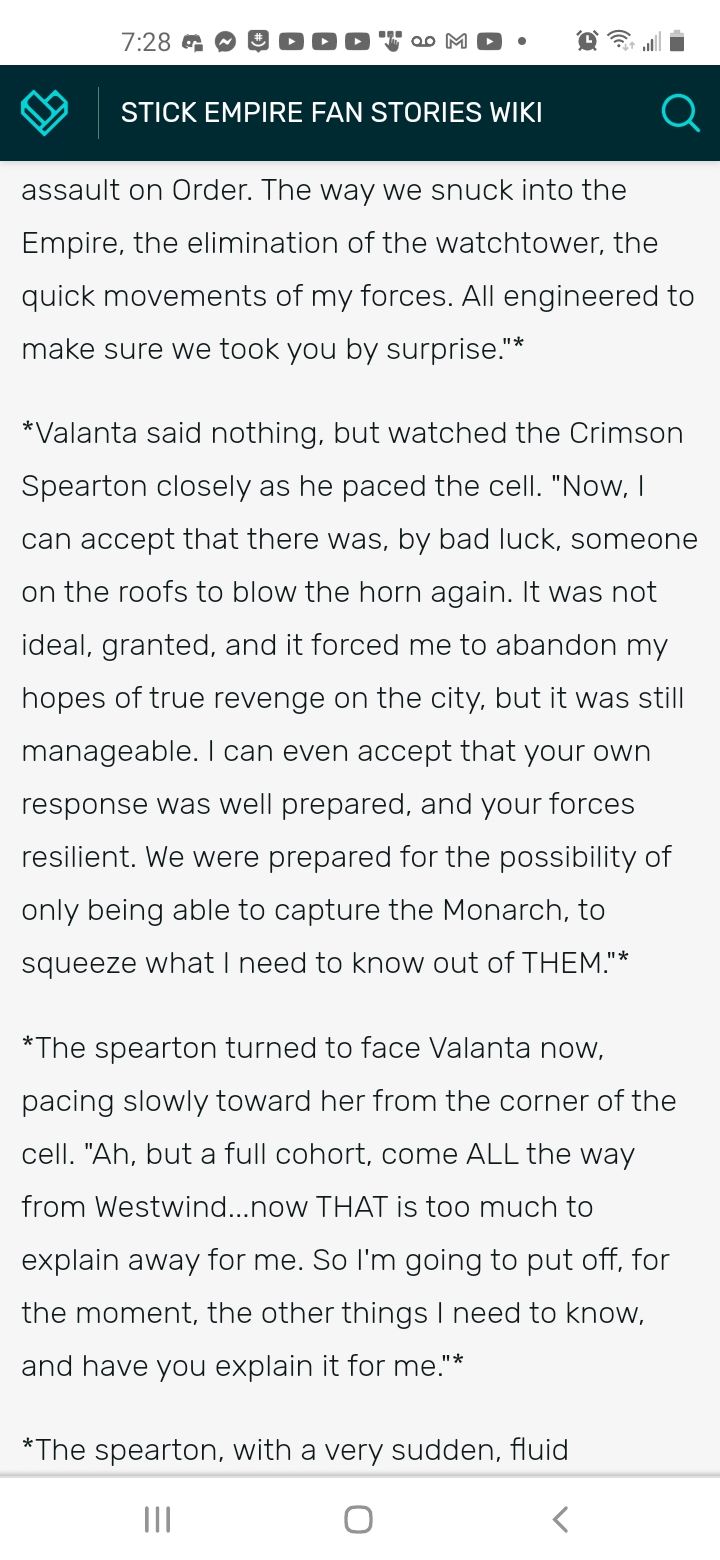 7:28
STICK EMPIRE FAN STORIES WIKI
assault on Order. The way we snuck into the
Empire, the elimination of the watchtower, the
quick movements of my forces. All engineered to
make sure we took you by surprise."*
*Valanta said nothing, but watched the Crimson
Spearton closely as he paced the cell. "Now, I
can accept that there was, by bad luck, someone
on the roofs to blow the horn again. It was not
ideal, granted, and it forced me to abandon my
hopes of true revenge on the city, but it was still
manageable. I can even accept that your own
response was well prepared, and your forces
resilient. We were prepared for the possibility of
only being able to capture the Monarch, to
squeeze what I need to know out of THEM."*
*The spearton turned to face Valanta now,
pacing slowly toward her from the corner of the
cell. "Ah, but a full cohort, come ALL the way
from Westwind...now THAT is too much to
explain away for me. So I'm going to put off, for
the moment, the other things I need to know,
and have you explain it for me."*
*The spearton, with a very sudden, fluid